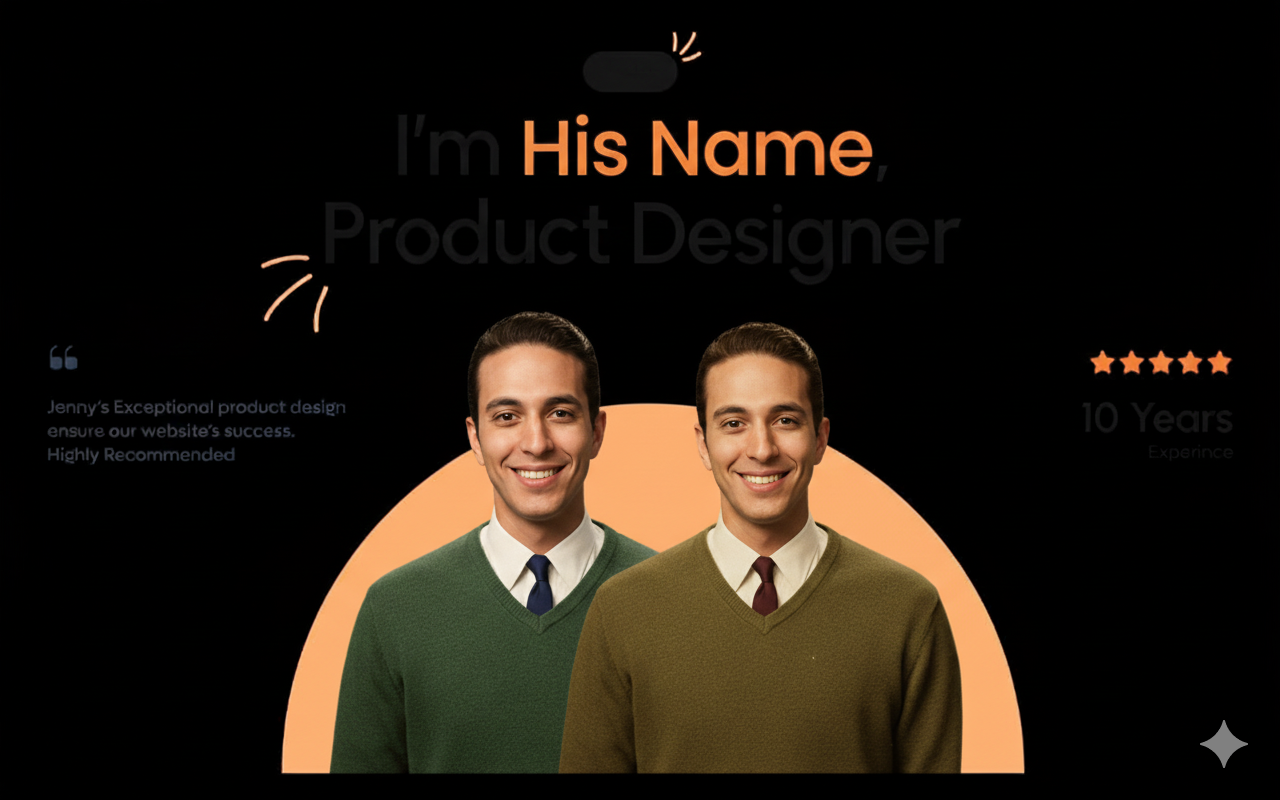 I’m His Name,
Product Designer
Jenny’s Exceptional product design
ensure our website’s success.
Highly Recommended
10 Years
Experince